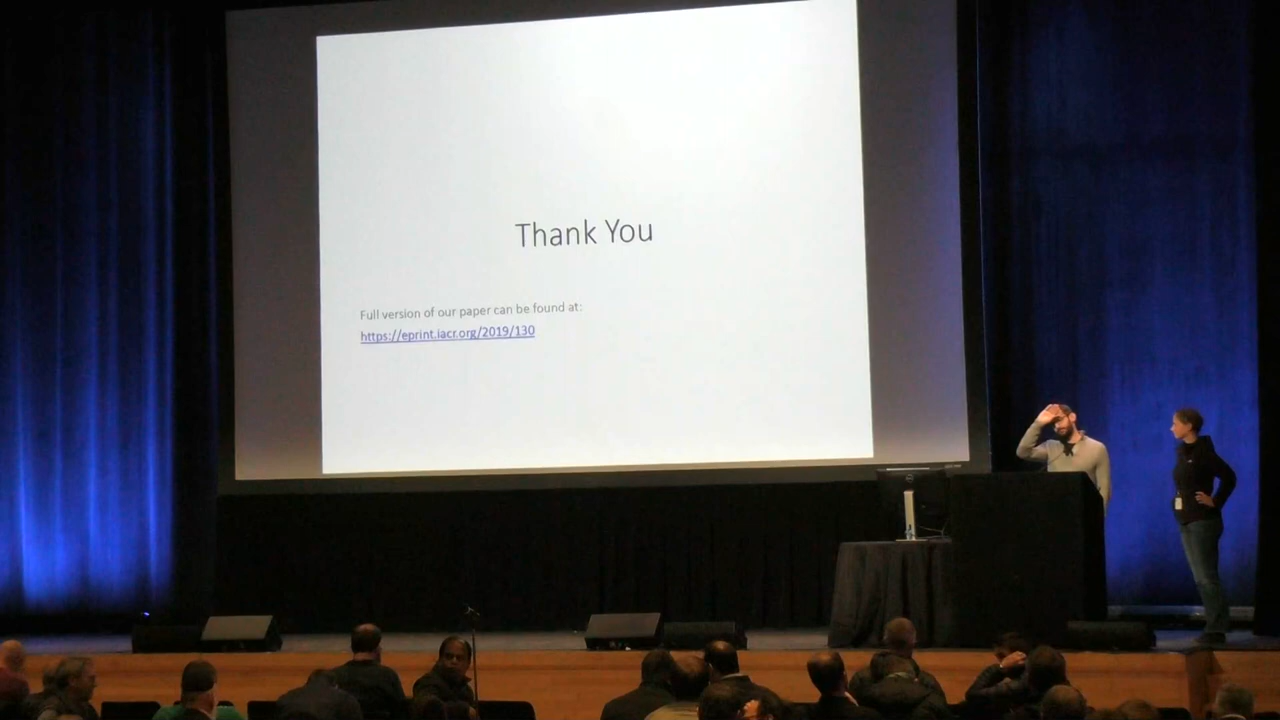 Thank You
Full version of our paper can be found at:
https://eprint.iacr.org/2019/130